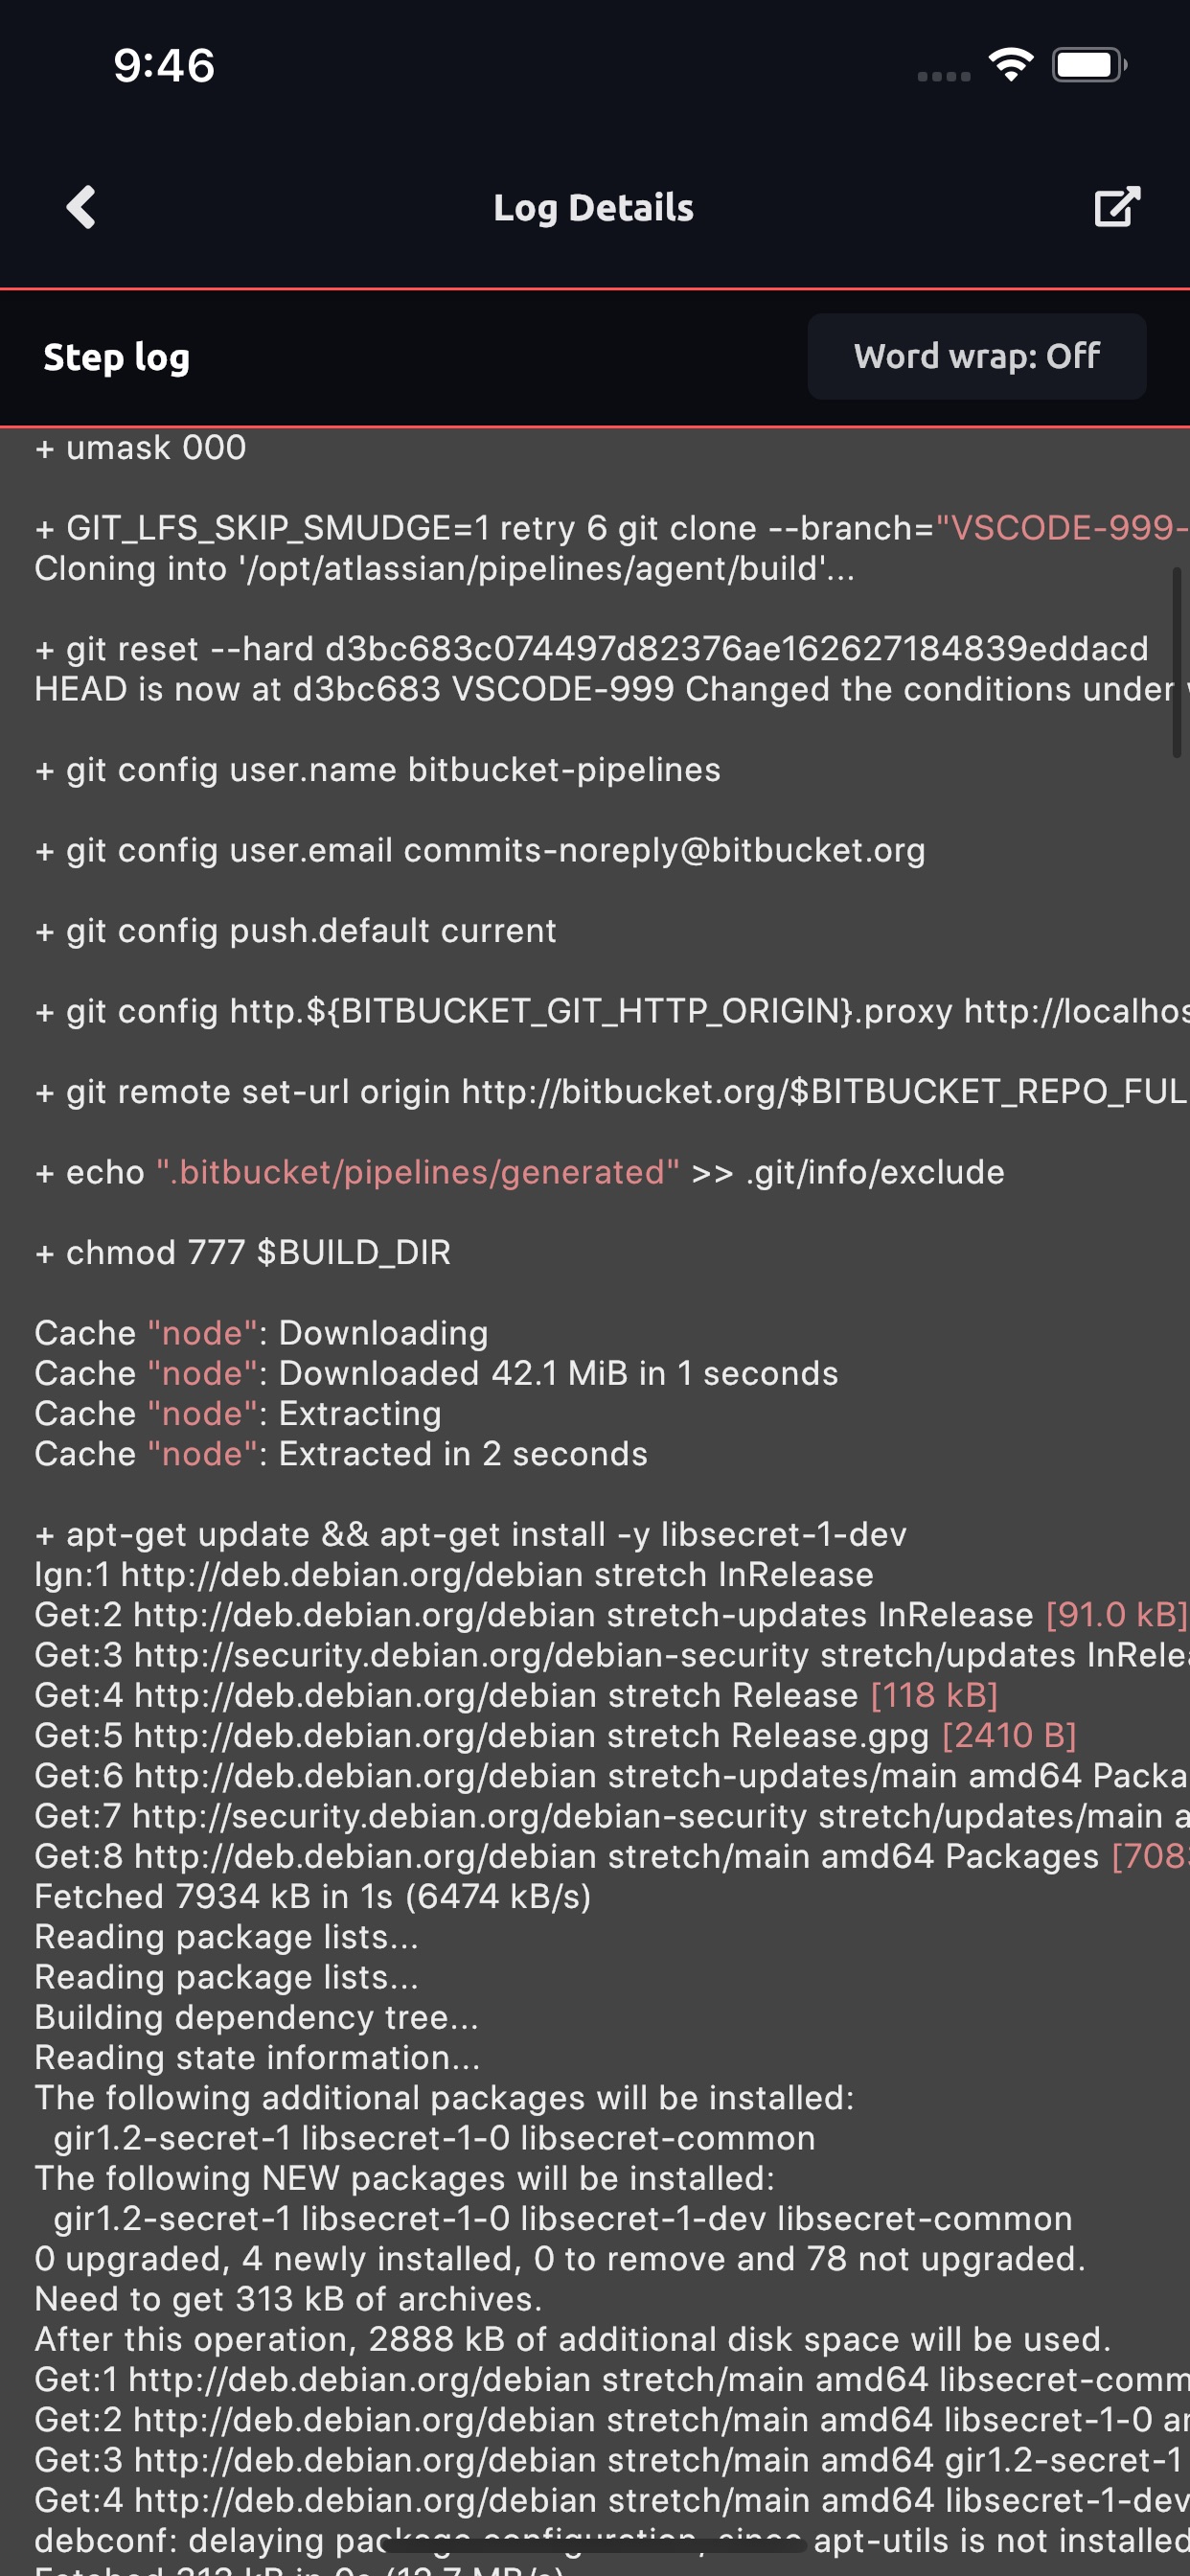 9:46
Log Details
Step log
Word wrap: Off
+ umask 000
+ GIT_LFS_SKIP_SMUDGE=1 retry 6 git clone --branch="VSCODE-999-
Cloning into '/opt/atlassian/pipelines/agent/build'...
+ git reset --hard d3bc683c074497d82376ae162627184839eddacd
HEAD is now at d3bc683 VSCODE-999 Changed the conditions under
+ git config user.name bitbucket-pipelines
+ git config user.email commits-noreply@bitbucket.org
+ git config push.default current
+ git config http.${BITBUCKET_GIT_HTTP_ORIGIN}.proxy http://localhos
+ git remote set-url origin http://bitbucket.org/$BITBUCKET_REPO_FUL
+ echo ".bitbucket/pipelines/generated" >> .git/info/exclude
+ chmod 777 $BUILD_DIR
Cache "node": Downloading
Cache "node": Downloaded 42.1 MiB in 1 seconds
Cache "node": Extracting
Cache "node": Extracted in 2 seconds
+ apt-get update && apt-get install -y libsecret-1-dev
Ign:1 http://deb.debian.org/debian stretch InRelease
Get:2 http://deb.debian.org/debian stretch-updates InRelease [91.0 kB]
Get:3 http://security.debian.org/debian-security stretch/updates InRelea
Get:4 http://deb.debian.org/debian stretch Release [118 kB]
Get:5 http://deb.debian.org/debian stretch Release.gpg [2410 B]
Get:6 http://deb.debian.org/debian stretch-updates/main amd64 Packa
Get:7 http://security.debian.org/debian-security stretch/updates/main a
Get:8 http://deb.debian.org/debian stretch/main amd64 Packages [708
Fetched 7934 kB in 1s (6474 kB/s)
Reading package lists...
Reading package lists...
Building dependency tree...
Reading state information...
The following additional packages will be installed:
gir1.2-secret-1 libsecret-1-0 libsecret-common
The following NEW packages will be installed:
gir1.2-secret-1 libsecret-1-0 libsecret-1-dev libsecret-common
0 upgraded, 4 newly installed, 0 to remove and 78 not upgraded.
Need to get 313 kB of archives.
After this operation, 2888 kB of additional disk space will be used.
Get:1 http://deb.debian.org/debian stretch/main amd64 libsecret-comm
Get:2 http://deb.debian.org/debian stretch/main amd64 libsecret-1-0 a
Get:3 http://deb.debian.org/debian stretch/main amd64 gir1.2-secret-1
Get:4 http://deb.debian.org/debian stretch/main amd64 libsecret-1-dev
debconf: delaying package configuration, since apt-utils is not installed
Fetched 313 kB in 0s (12.7 MB/s)